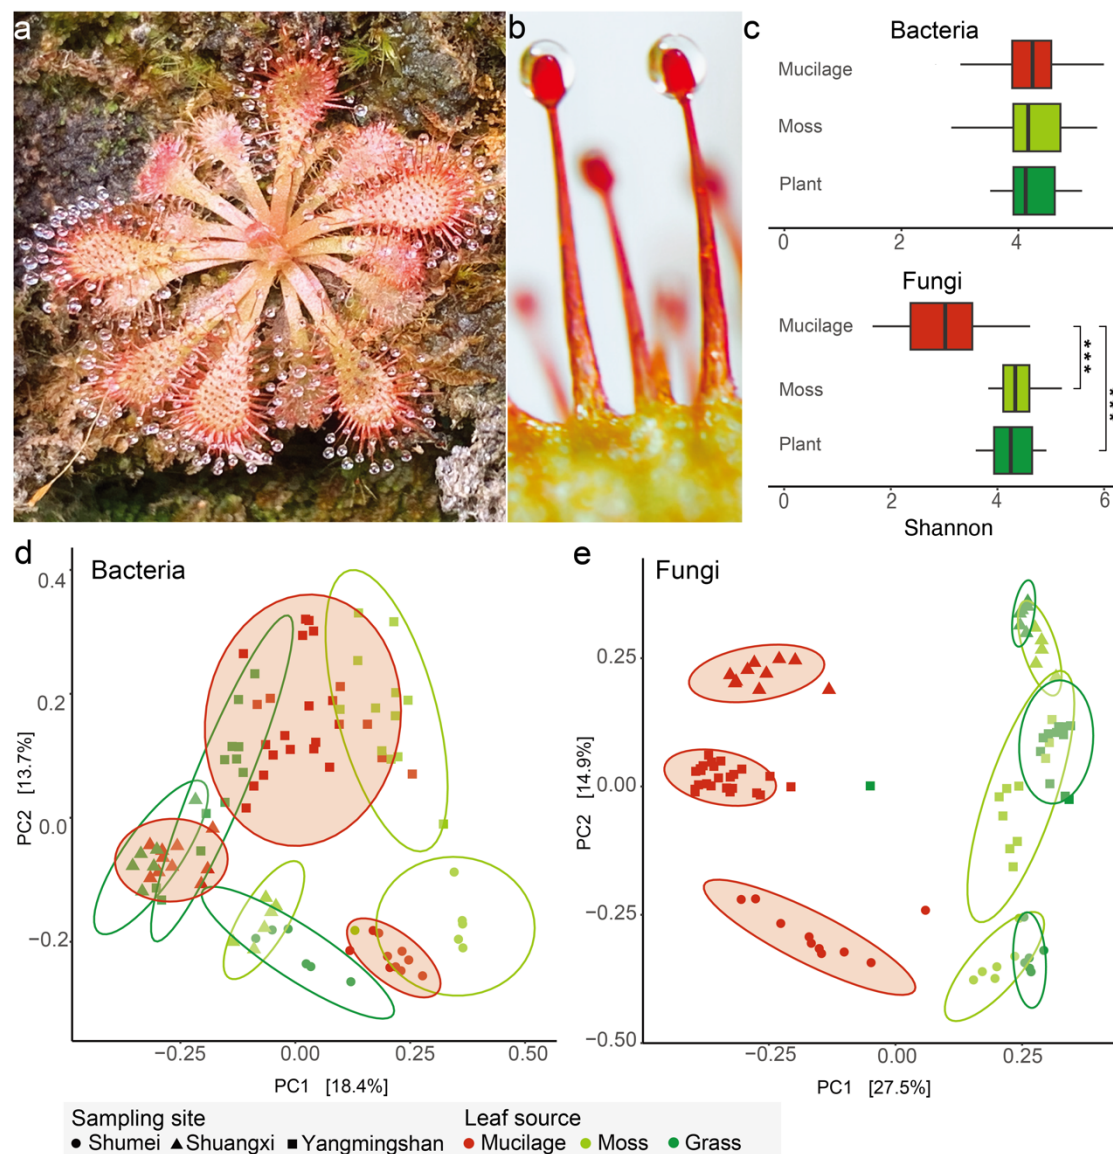 a
b
c
Bacteria
Mucilage
Moss
Plant
0 2 4
Fungi
Mucilage
Moss
Plant
***
***
0 4 6
Shannon
d
Bacteria
0.4
0.2
0.0
−0.2
PC2 [13.7%]
−0.25 0.00 0.25 0.50
PC1 [18.4%]
e
Fungi
0.25
0.00
−0.25
−0.50
PC2 [14.9%]
−0.25 0.00 0.25
PC1 [27.5%]
Sampling site
Shumei Shuangxi Yangmingshan
Leaf source
Mucilage Moss Grass